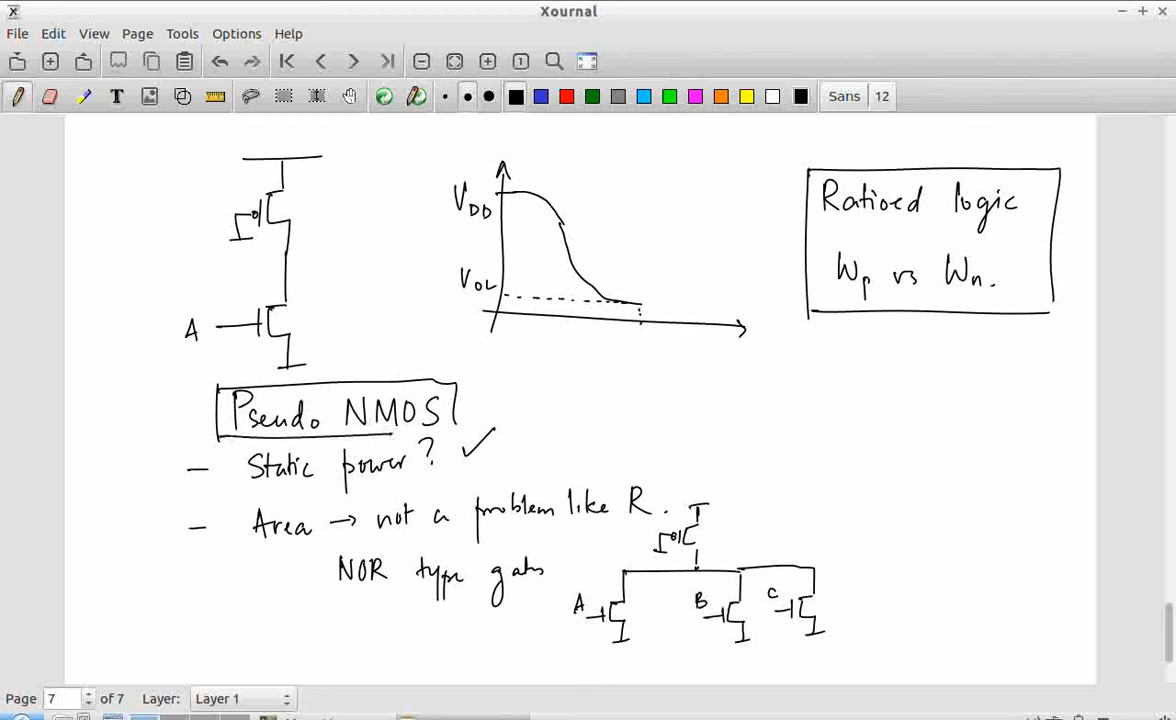 Xournal
File Edit View Page Tools Options Help
Sans 12
VDD
VOL
A
Ratioed logic
Wp vs Wn.
Pseudo NMOS
— Static power? ✓
— Area → not a problem like R.
NOR type gates
A B C
Page 7 of 7 Layer: Layer 1